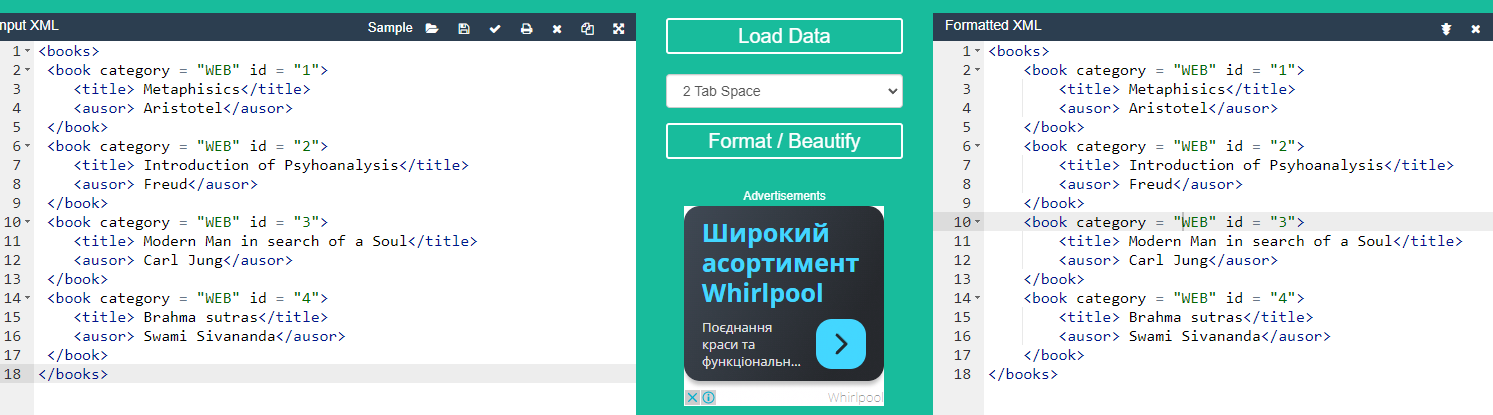 nput XML
Sample
1 <books>
2 <book category = "WEB" id = "1">
3 <title> Metaphisics</title>
4 <ausor> Aristotel</ausor>
5 </book>
6 <book category = "WEB" id = "2">
7 <title> Introduction of Psyhoanalysis</title>
8 <ausor> Freud</ausor>
9 </book>
10 <book category = "WEB" id = "3">
11 <title> Modern Man in search of a Soul</title>
12 <ausor> Carl Jung</ausor>
13 </book>
14 <book category = "WEB" id = "4">
15 <title> Brahma sutras</title>
16 <ausor> Swami Sivananda</ausor>
17 </book>
18 </books>
Load Data
2 Tab Space
Format / Beautify
Advertisements
Широкий
асортимент
Whirlpool
Поєднання
краси та
функціональн...
Whirlpool
Formatted XML
1 <books>
2 <book category = "WEB" id = "1">
3 <title> Metaphisics</title>
4 <ausor> Aristotel</ausor>
5 </book>
6 <book category = "WEB" id = "2">
7 <title> Introduction of Psyhoanalysis</title>
8 <ausor> Freud</ausor>
9 </book>
10 <book category = "WEB" id = "3">
11 <title> Modern Man in search of a Soul</title>
12 <ausor> Carl Jung</ausor>
13 </book>
14 <book category = "WEB" id = "4">
15 <title> Brahma sutras</title>
16 <ausor> Swami Sivananda</ausor>
17 </book>
18 </books>